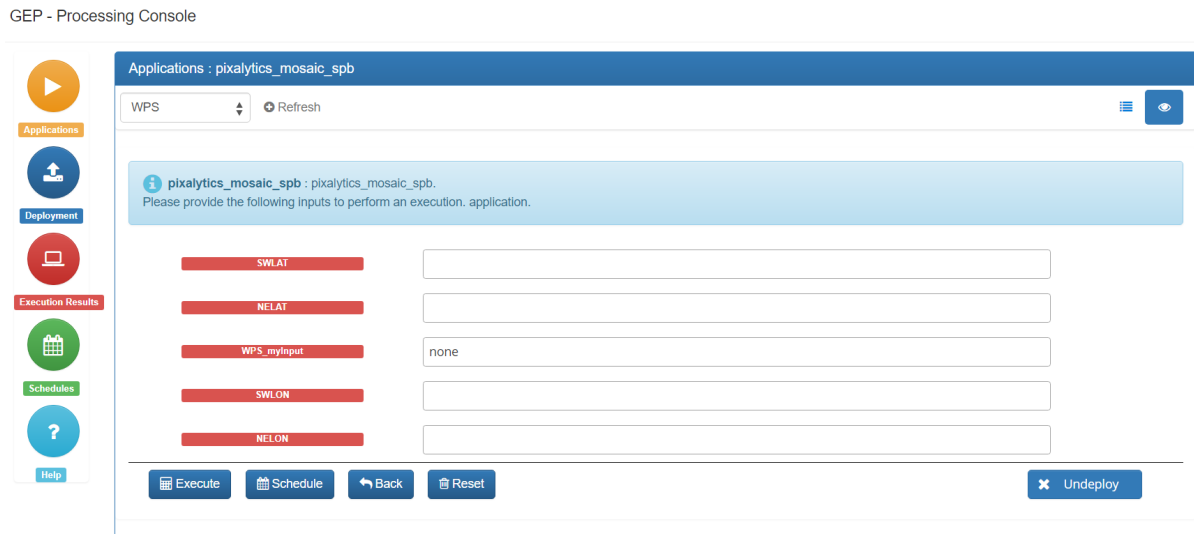 GEP - Processing Console
Applications
Deployment
Execution Results
Schedules
Help
Applications : pixalytics_mosaic_spb
WPS
Refresh
pixalytics_mosaic_spb : pixalytics_mosaic_spb.
Please provide the following inputs to perform an execution. application.
SWLAT
NELAT
WPS_myInput none
SWLON
NELON
Execute Schedule Back Reset Undeploy